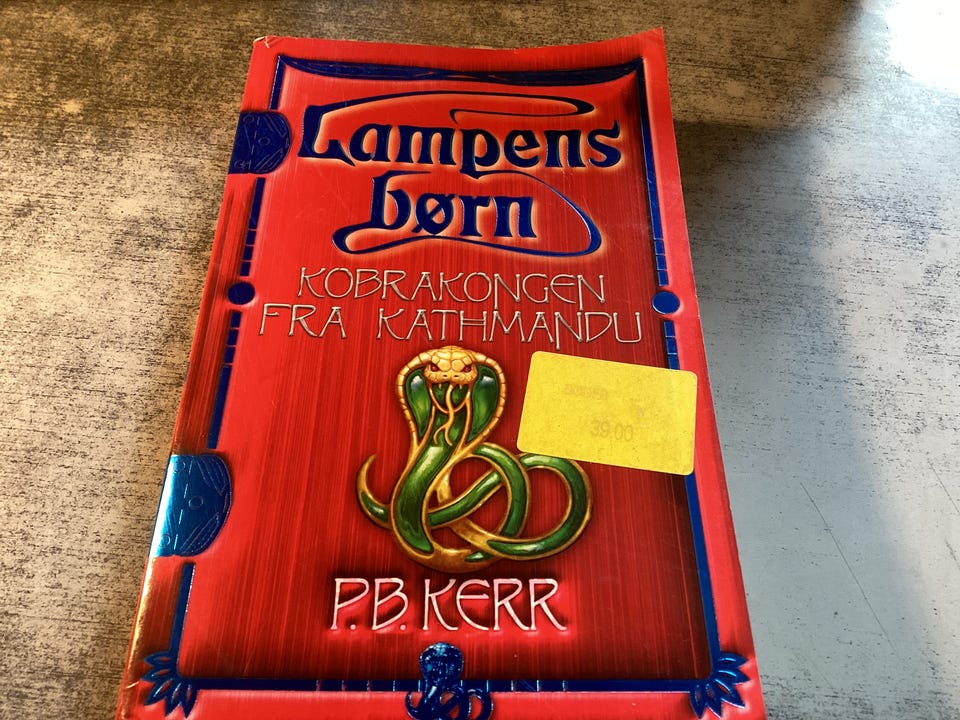 Lampens
børn
KOBRAKONGEN
FRA KATHMANDU
39,00
P.B. KERR